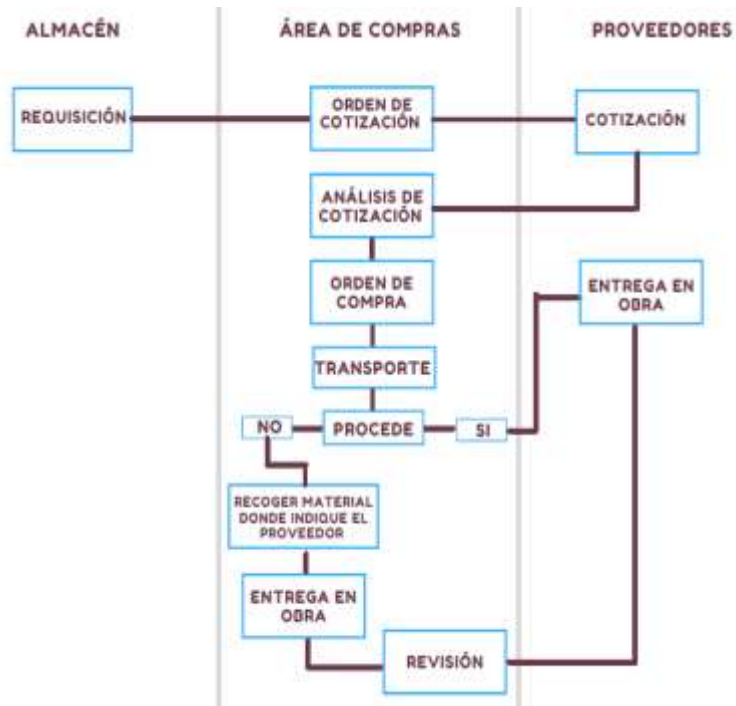 ALMACÉN
ÁREA DE COMPRAS
PROVEEDORES
REQUISICIÓN
ORDEN DE
COTIZACIÓN
COTIZACIÓN
ANÁLISIS DE
COTIZACIÓN
ORDEN DE
COMPRA
ENTREGA EN
OBRA
TRANSPORTE
NO
PROCEDE
SI
RECOGER MATERIAL
DONDE INDIQUE EL
PROVEEDOR
ENTREGA EN
OBRA
REVISIÓN